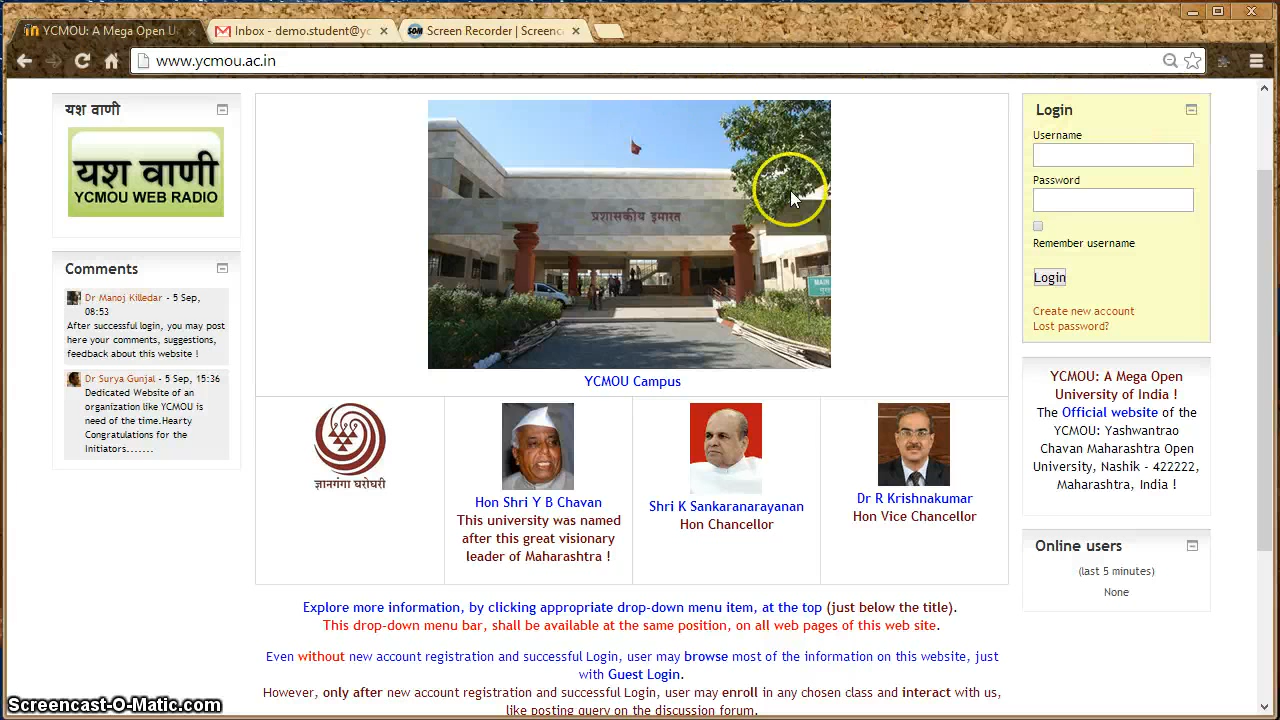 YCMOU: A Mega Open U
Inbox - demo.student@yc
Screen Recorder | Screenc
www.ycmou.ac.in
यश वाणी
यश वाणी
YCMOU WEB RADIO
Comments
Dr Manoj Killedar - 5 Sep,
08:53
After successful login, you may post
here your comments, suggestions,
feedback about this website !
Dr Surya Gunjal - 5 Sep, 15:36
Dedicated Website of an
organization like YCMOU is
need of the time.Hearty
Congratulations for the
Initiators.......
प्रशासकीय इमारत
MAIN
YCMOU Campus
ज्ञानगंगा घरोघरी
Hon Shri Y B Chavan
This university was named
after this great visionary
leader of Maharashtra !
Shri K Sankaranarayanan
Hon Chancellor
Dr R Krishnakumar
Hon Vice Chancellor
Explore more information, by clicking appropriate drop-down menu item, at the top (just below the title).
This drop-down menu bar, shall be available at the same position, on all web pages of this web site.
Even without new account registration and successful Login, user may browse most of the information on this website, just
with Guest Login.
However, only after new account registration and successful Login, user may enroll in any chosen class and interact with us,
like posting query on the discussion forum.
Login
Username
Password
Remember username
Login
Create new account
Lost password?
YCMOU: A Mega Open
University of India !
The Official website of the
YCMOU: Yashwantrao
Chavan Maharashtra Open
University, Nashik - 422222,
Maharashtra, India !
Online users
(last 5 minutes)
None
Screencast-O-Matic.com